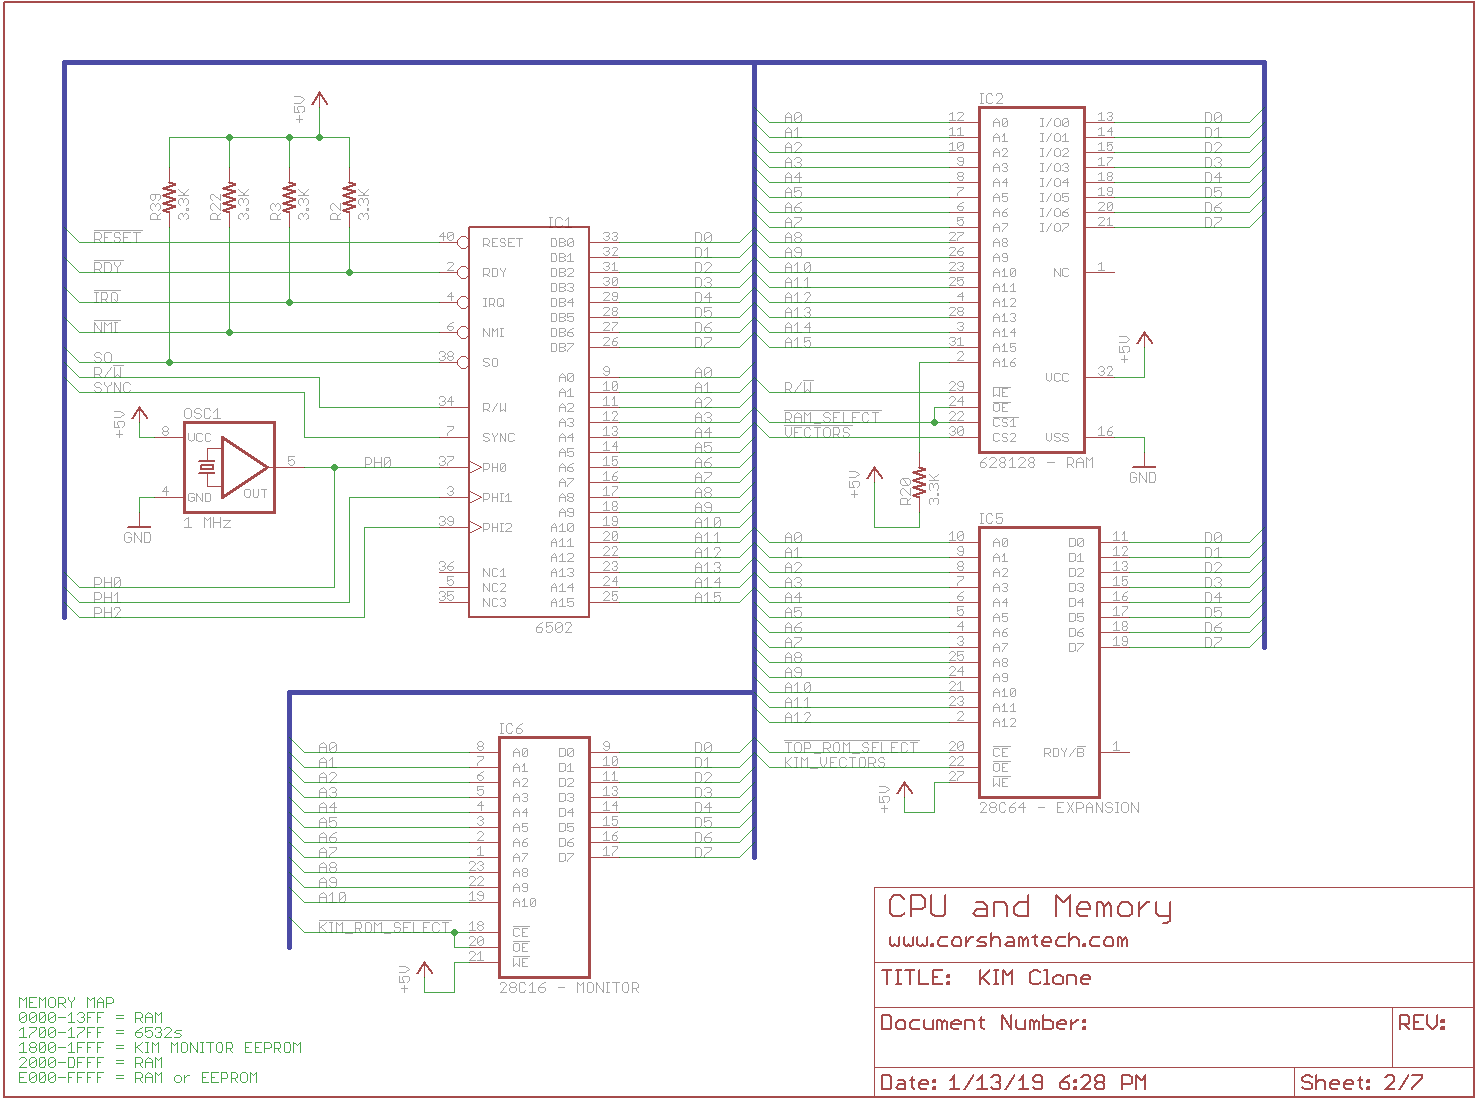 +5V
R39 3.3K
R22 3.3K
R3 3.3K
R2 3.3K
RESET
RDY
IRQ
NMI
SO
R/W
SYNC
IC1
40 RESET DB0 33 D0
DB1 32 D1
2 RDY DB2 31 D2
DB3 30 D3
4 IRQ DB4 29 D4
DB5 28 D5
6 NMI DB6 27 D6
DB7 26 D7
38 SO
A0 9 A0
A1 10 A1
34 R/W A2 11 A2
A3 12 A3
7 SYNC A4 13 A4
A5 14 A5
37 PH0 A6 15 A6
A7 16 A7
3 PHI1 A8 17 A8
A9 18 A9
39 PHI2 A10 19 A10
A11 20 A11
A12 22 A12
36 NC1 A13 23 A13
5 NC2 A14 24 A14
35 NC3 A15 25 A15
6502
OSC1
+5V
8 VCC
5 PH0
4 GND OUT
1 MHz
GND
PH0
PH1
PH2
IC2
A0 12 A0 I/O0 13 D0
A1 11 A1 I/O1 14 D1
A2 10 A2 I/O2 15 D2
A3 9 A3 I/O3 17 D3
A4 8 A4 I/O4 18 D4
A5 7 A5 I/O5 19 D5
A6 6 A6 I/O6 20 D6
A7 5 A7 I/O7 21 D7
A8 27 A8
A9 26 A9
A10 23 A10 NC 1
A11 25 A11
A12 4 A12
A13 28 A13
A14 3 A14
A15 31 A15
2 A16
+5V
VCC 32
R/W 29 WE
24 OE
RAM_SELECT 22 CS1
VECTORS 30 CS2 VSS 16
628128 - RAM
GND
+5V
R20 3.3K
IC5
A0 10 A0 D0 11 D0
A1 9 A1 D1 12 D1
A2 8 A2 D2 13 D2
A3 7 A3 D3 15 D3
A4 6 A4 D4 16 D4
A5 5 A5 D5 17 D5
A6 4 A6 D6 18 D6
A7 3 A7 D7 19 D7
A8 25 A8
A9 24 A9
A10 21 A10
A11 23 A11
A12 2 A12
TOP_ROM_SELECT 20 CE RDY/B 1
KIM_VECTORS 22 OE
27 WE
+5V
28C64 - EXPANSION
IC6
A0 8 A0 D0 9 D0
A1 7 A1 D1 10 D1
A2 6 A2 D2 11 D2
A3 5 A3 D3 13 D3
A4 4 A4 D4 14 D4
A5 3 A5 D5 15 D5
A6 2 A6 D6 16 D6
A7 1 A7 D7 17 D7
A8 23 A8
A9 22 A9
A10 19 A10
KIM_ROM_SELECT 18 CE
20 OE
21 WE
+5V
28C16 - MONITOR
MEMORY MAP
0000-13FF = RAM
1700-17FF = 6532s
1800-1FFF = KIM MONITOR EEPROM
2000-DFFF = RAM
E000-FFFF = RAM or EEPROM
CPU and Memory
www.corshamtech.com
TITLE: KIM Clone
Document Number:
REV:
Date: 1/13/19 6:28 PM
Sheet: 2/7